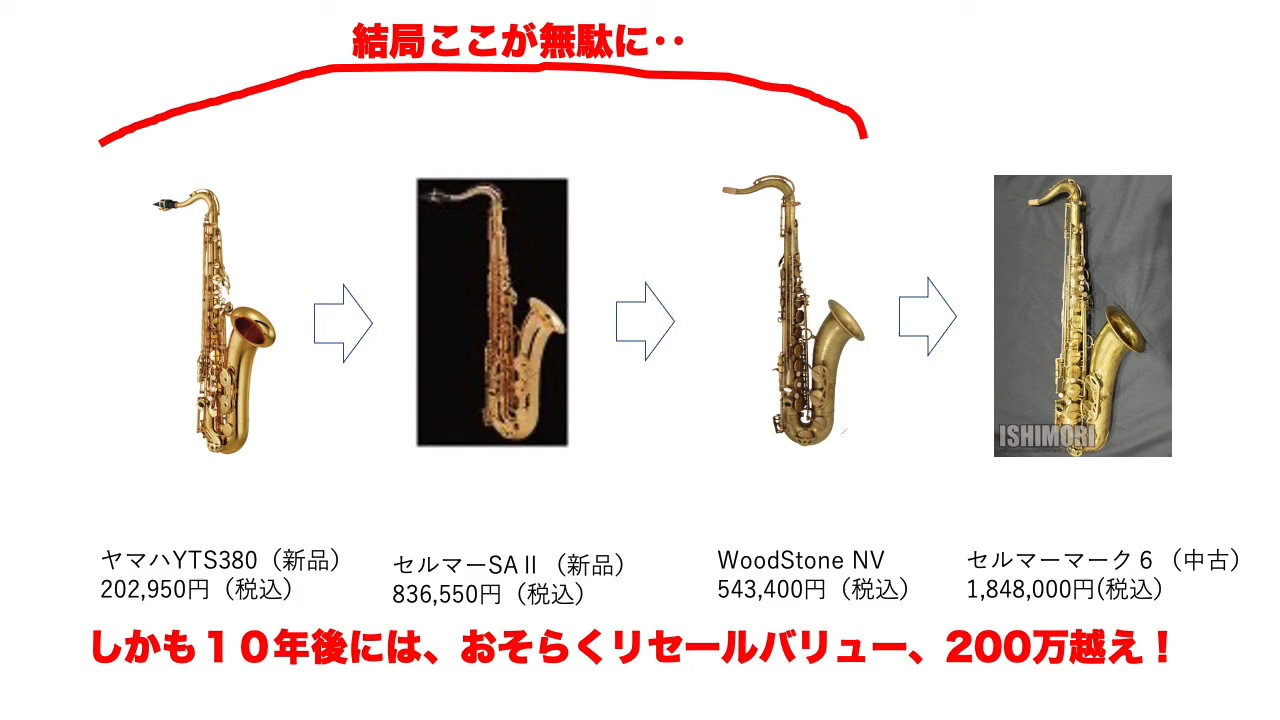 結局ここが無駄に‥
ISHIMORI
ヤマハYTS380（新品）
202,950円（税込）
セルマーSAⅡ（新品）
836,550円（税込）
WoodStone NV
543,400円（税込）
セルマーマーク６（中古）
1,848,000円(税込）
しかも１０年後には、おそらくリセールバリュー、200万越え！